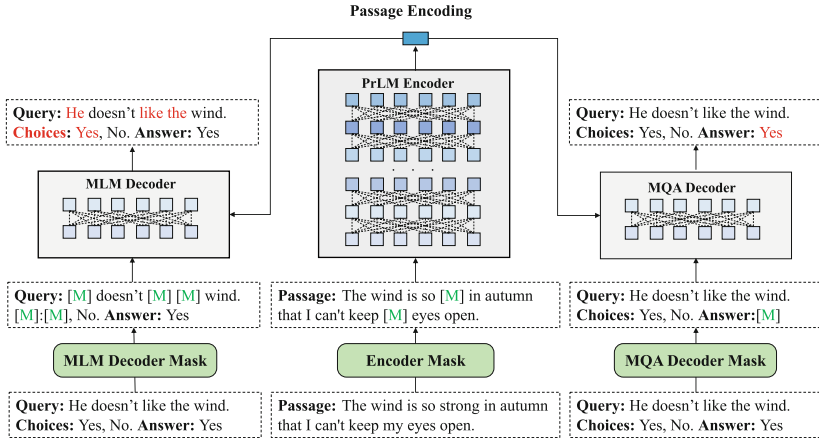 Passage Encoding
PrLM Encoder
Query: He doesn't like the wind.
Choices: Yes, No. Answer: Yes
Query: He doesn't like the wind.
Choices: Yes, No. Answer: Yes
MLM Decoder
MQA Decoder
. . .
Query: [M] doesn't [M] [M] wind.
[M]:[M], No. Answer: Yes
Passage: The wind is so [M] in autumn
that I can't keep [M] eyes open.
Query: He doesn't like the wind.
Choices: Yes, No. Answer:[M]
MLM Decoder Mask
Encoder Mask
MQA Decoder Mask
Query: He doesn't like the wind.
Choices: Yes, No. Answer: Yes
Passage: The wind is so strong in autumn
that I can't keep my eyes open.
Query: He doesn't like the wind.
Choices: Yes, No. Answer: Yes